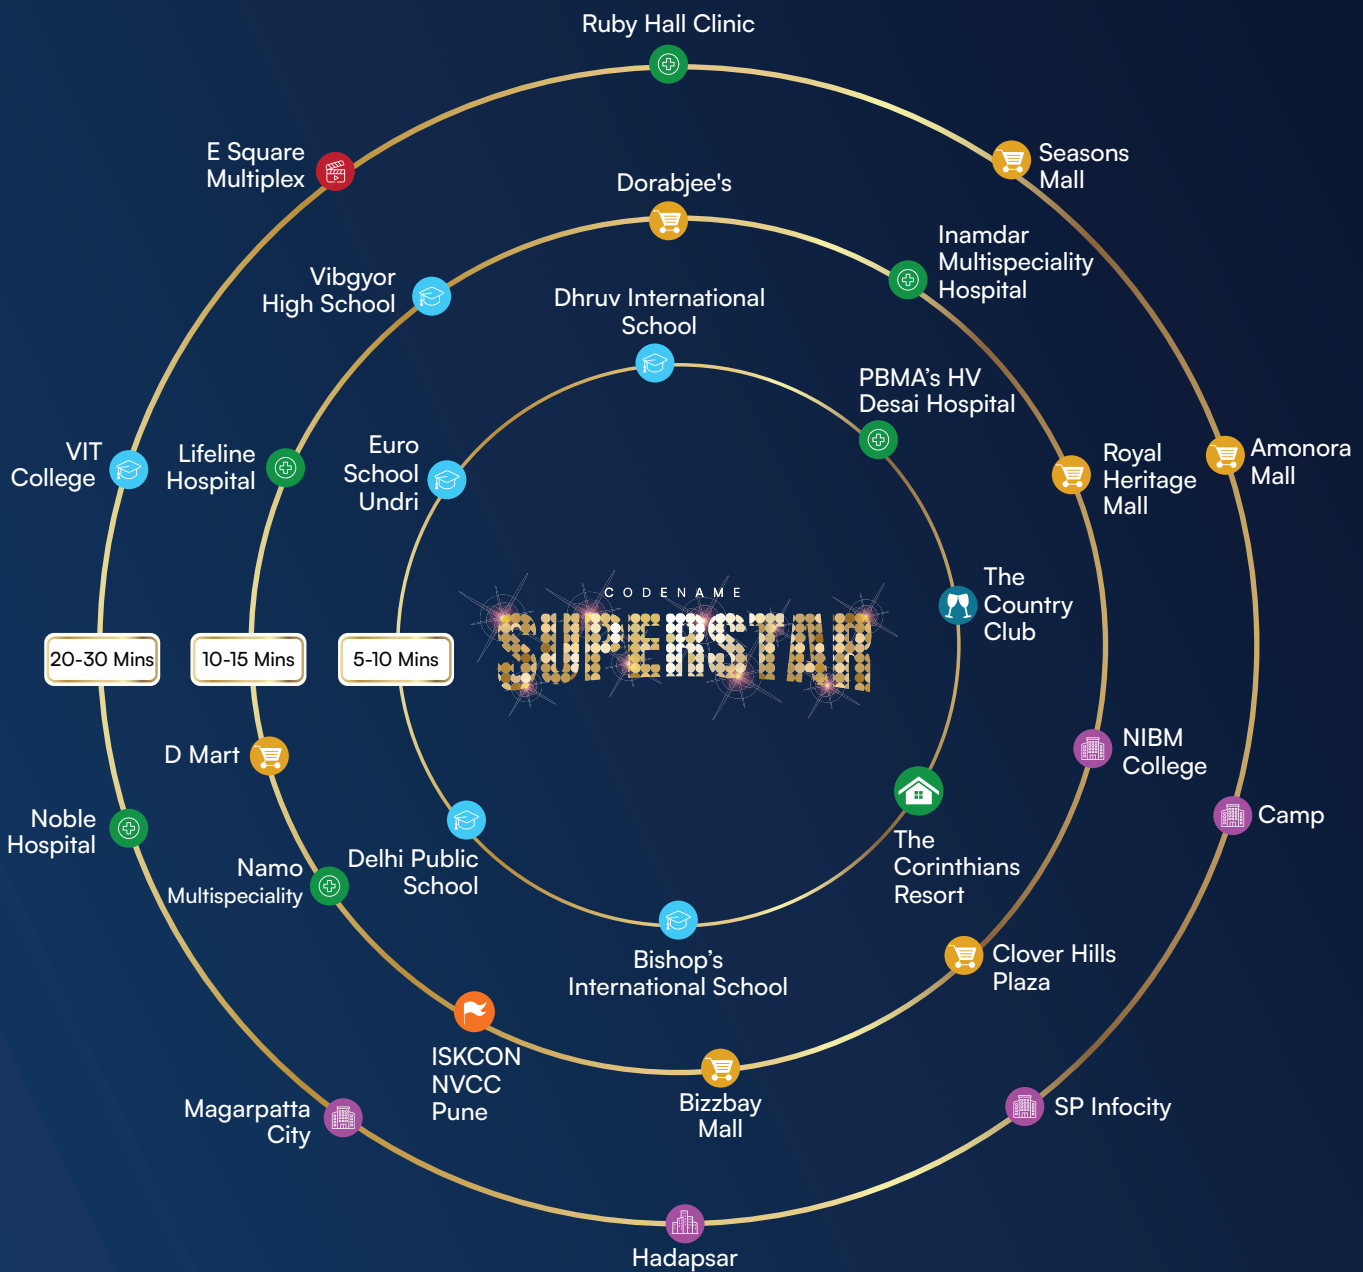 Ruby Hall Clinic
E Square
Multiplex
Seasons
Mall
Dorabjee's
Inamdar
Multispeciality
Hospital
Vibgyor
High School
Dhruv International
School
PBMA’s HV
Desai Hospital
VIT
College
Lifeline
Hospital
Euro
School
Undri
Royal
Heritage
Mall
Amonora
Mall
The
Country
Club
CODENAME
SUPERSTAR
20-30 Mins
10-15 Mins
5-10 Mins
D Mart
NIBM
College
Noble
Hospital
Camp
Namo
Multispeciality
Delhi Public
School
The
Corinthians
Resort
Bishop’s
International School
Clover Hills
Plaza
ISKCON
NVCC
Pune
Bizzbay
Mall
Magarpatta
City
SP Infocity
Hadapsar